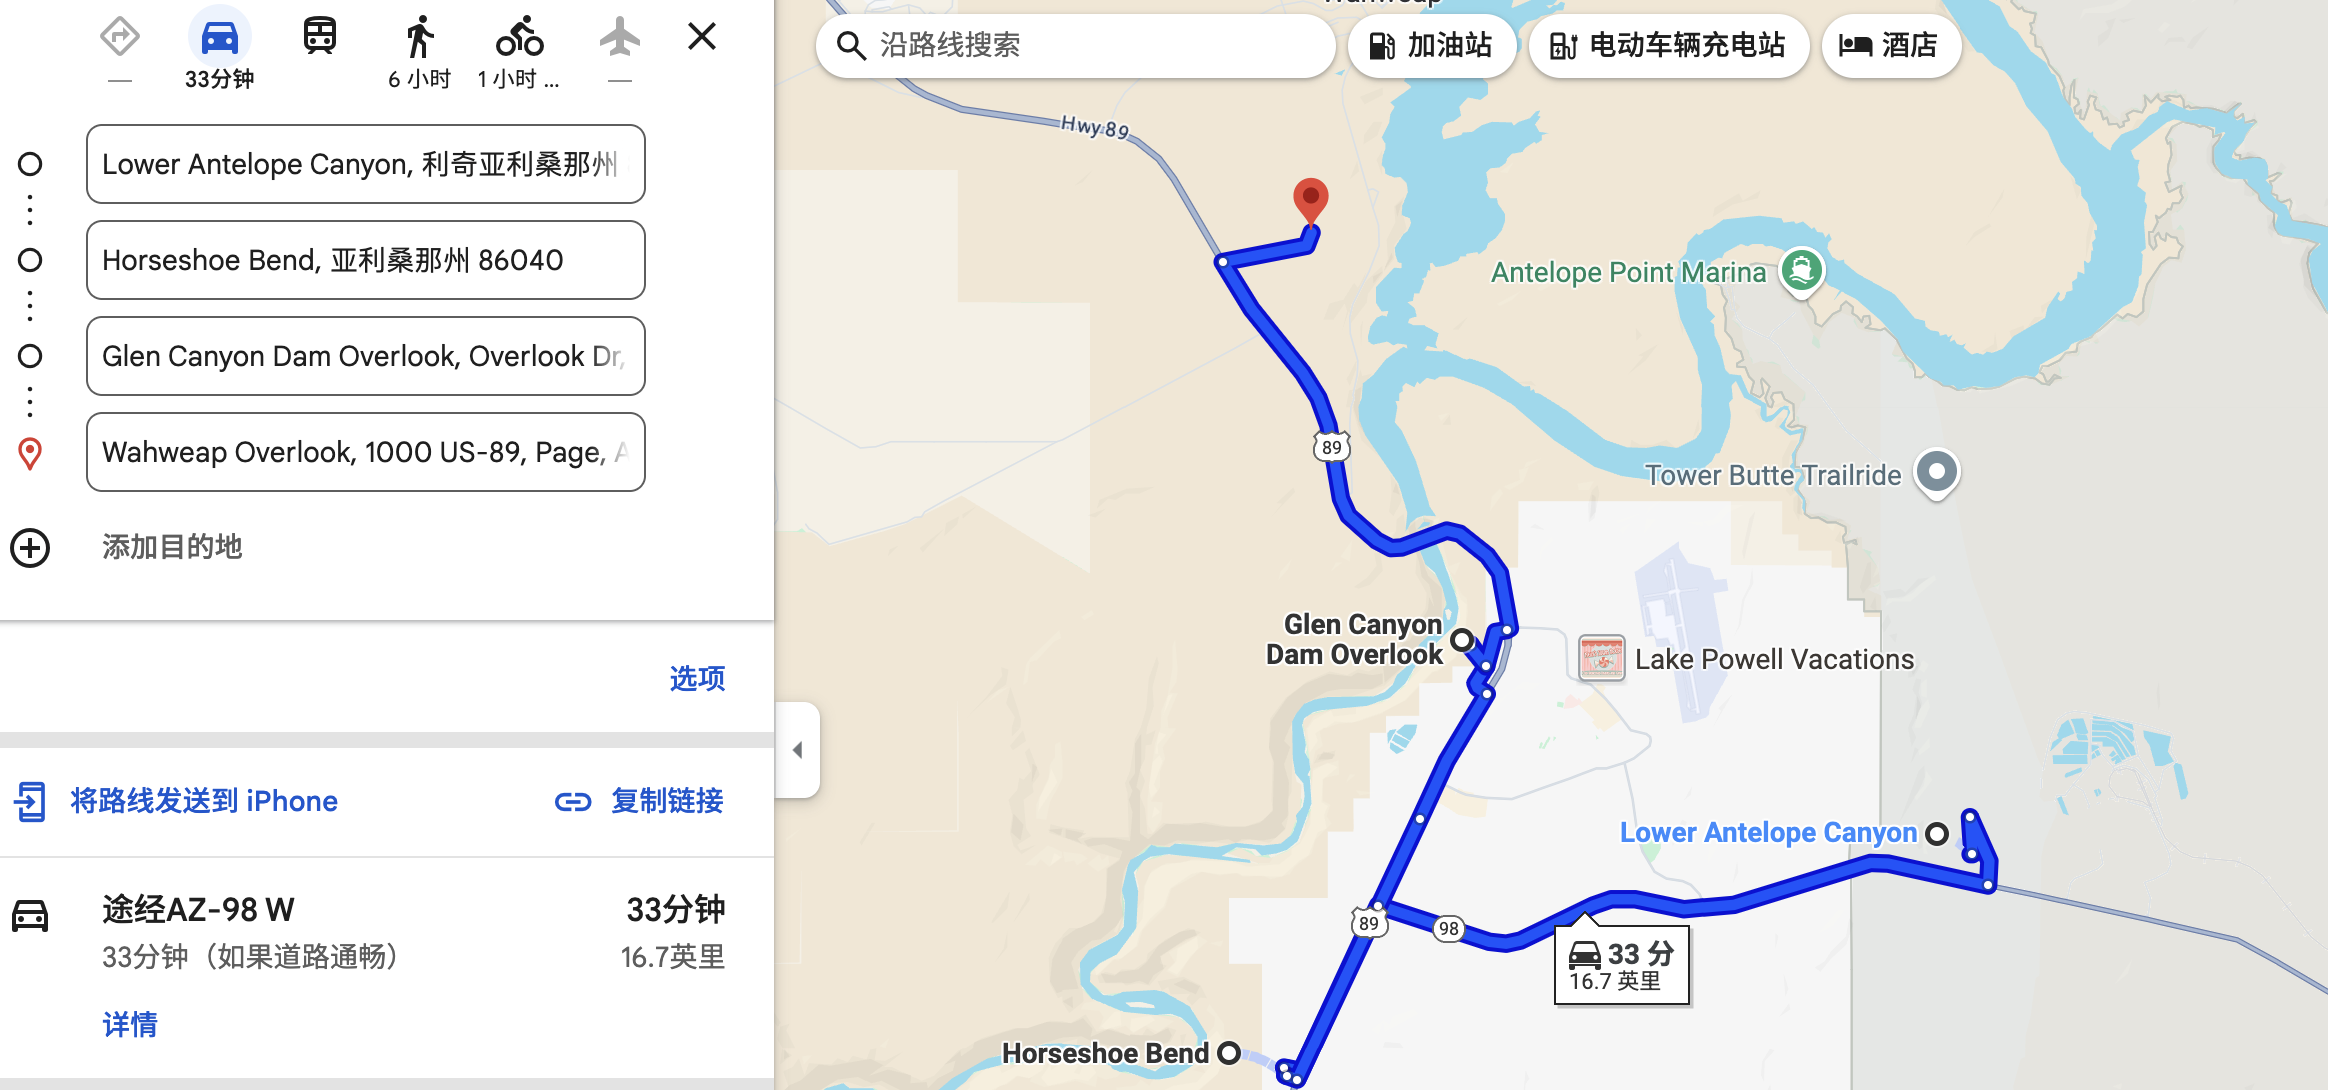 33分钟
6 小时
1 小时 ...
Lower Antelope Canyon, 利奇亚利桑那州
Horseshoe Bend, 亚利桑那州 86040
Glen Canyon Dam Overlook, Overlook Dr,
Wahweap Overlook, 1000 US-89, Page, A
添加目的地
选项
将路线发送到 iPhone
复制链接
途经AZ-98 W
33分钟
33分钟（如果道路通畅）
16.7英里
详情
沿路线搜索
加油站
电动车辆充电站
酒店
Hwy 89
Antelope Point Marina
89
Tower Butte Trailride
Glen Canyon
Dam Overlook
Lake Powell Vacations
Lower Antelope Canyon
89
98
33 分
16.7 英里
Horseshoe Bend